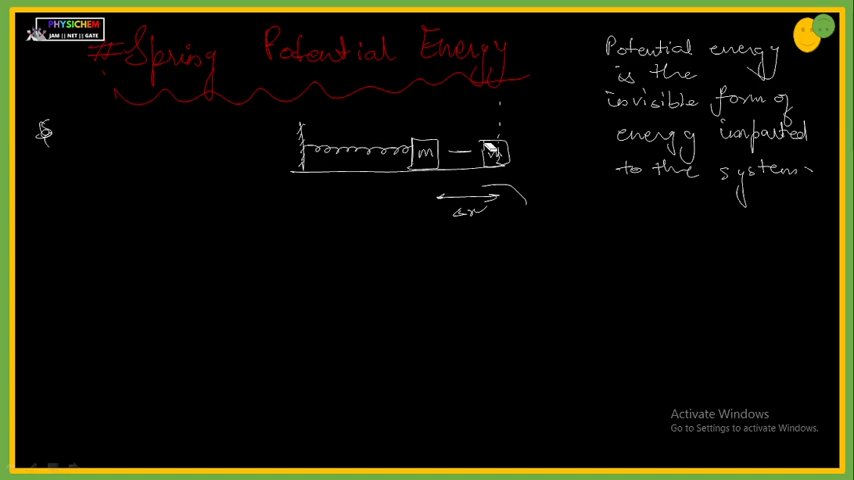 PHYSICHEM
JAM || NET || GATE
#Spring Potential Energy
Potential energy
is the
invisible form of
energy imparted
to the system.
m
Activate Windows
Go to Settings to activate Windows.